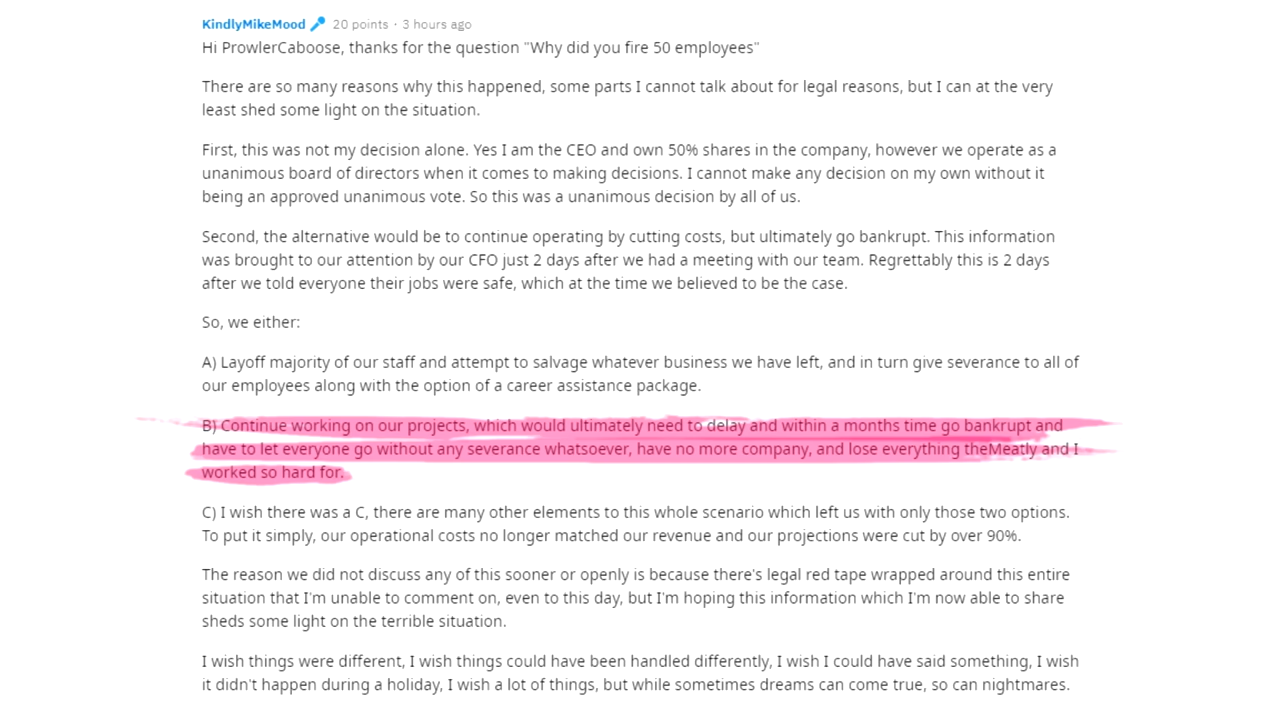 KindlyMikeMood 20 points · 3 hours ago
Hi ProwlerCaboose, thanks for the question "Why did you fire 50 employees"
There are so many reasons why this happened, some parts I cannot talk about for legal reasons, but I can at the very
least shed some light on the situation.
First, this was not my decision alone. Yes I am the CEO and own 50% shares in the company, however we operate as a
unanimous board of directors when it comes to making decisions. I cannot make any decision on my own without it
being an approved unanimous vote. So this was a unanimous decision by all of us.
Second, the alternative would be to continue operating by cutting costs, but ultimately go bankrupt. This information
was brought to our attention by our CFO just 2 days after we had a meeting with our team. Regrettably this is 2 days
after we told everyone their jobs were safe, which at the time we believed to be the case.
So, we either:
A) Layoff majority of our staff and attempt to salvage whatever business we have left, and in turn give severance to all of
our employees along with the option of a career assistance package.
B) Continue working on our projects, which would ultimately need to delay and within a months time go bankrupt and
have to let everyone go without any severance whatsoever, have no more company, and lose everything theMeatly and I
worked so hard for.
C) I wish there was a C, there are many other elements to this whole scenario which left us with only those two options.
To put it simply, our operational costs no longer matched our revenue and our projections were cut by over 90%.
The reason we did not discuss any of this sooner or openly is because there's legal red tape wrapped around this entire
situation that I'm unable to comment on, even to this day, but I'm hoping this information which I'm now able to share
sheds some light on the terrible situation.
I wish things were different, I wish things could have been handled differently, I wish I could have said something, I wish
it didn't happen during a holiday, I wish a lot of things, but while sometimes dreams can come true, so can nightmares.